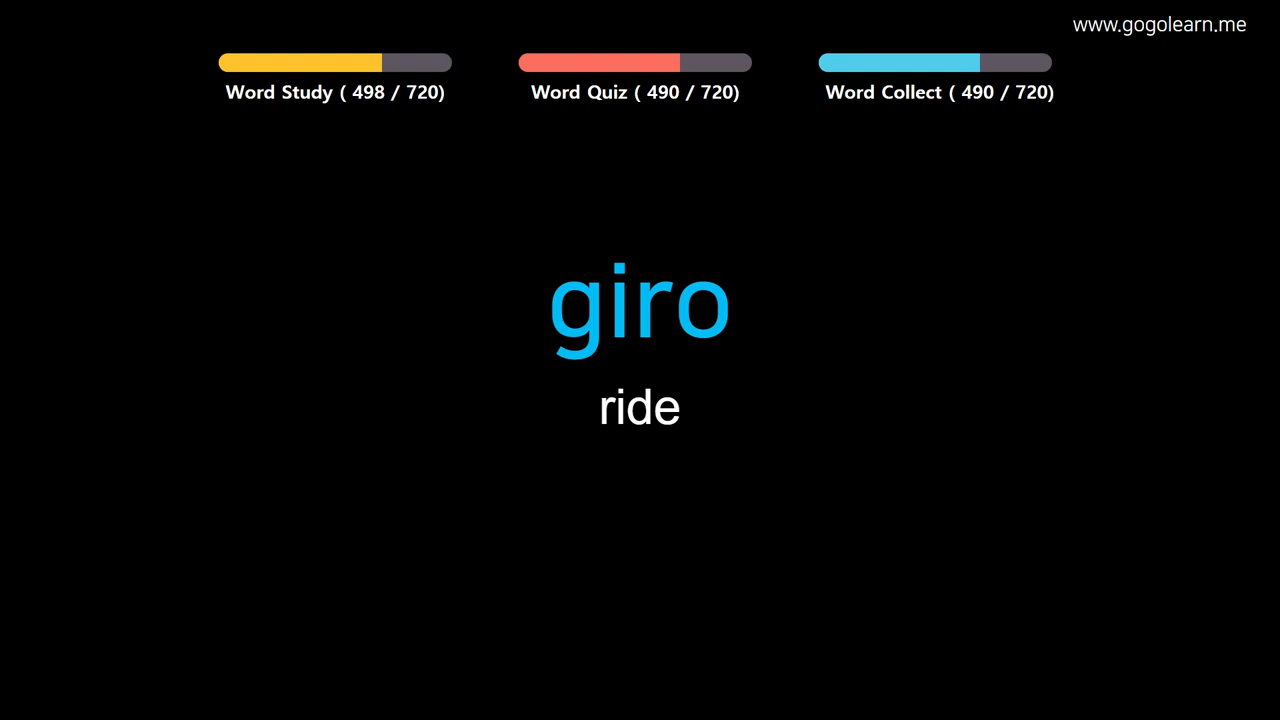 www.gogolearn.me
Word Study ( 498 / 720)
Word Quiz ( 490 / 720)
Word Collect ( 490 / 720)
giro
ride